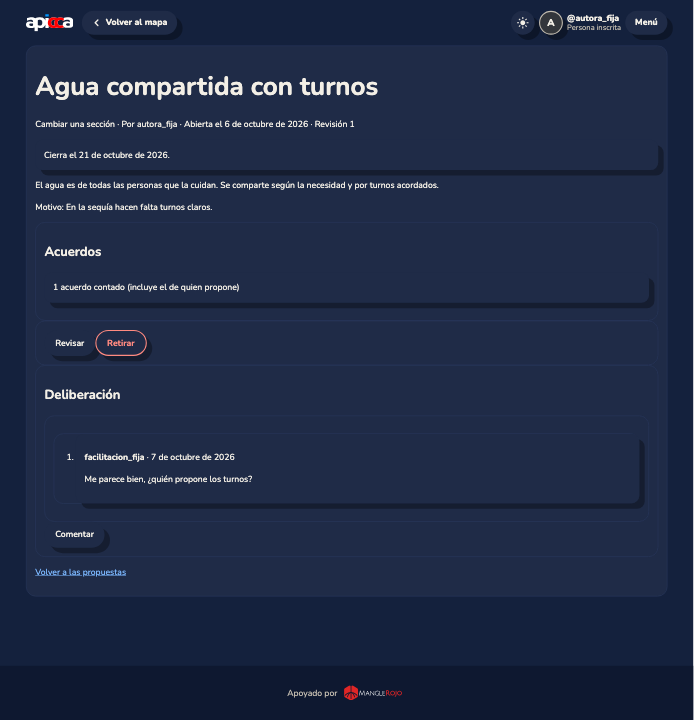 apicca
Volver al mapa
A
@autora_fija
Persona inscrita
Menú
Agua compartida con turnos
Cambiar una sección · Por autora_fija · Abierta el 6 de octubre de 2026 · Revisión 1
Cierra el 21 de octubre de 2026.
El agua es de todas las personas que la cuidan. Se comparte según la necesidad y por turnos acordados.
Motivo: En la sequía hacen falta turnos claros.
Acuerdos
1 acuerdo contado (incluye el de quien propone)
Revisar
Retirar
Deliberación
1. facilitacion_fija · 7 de octubre de 2026
Me parece bien, ¿quién propone los turnos?
Comentar
Volver a las propuestas
Apoyado por
MANGLEROJO